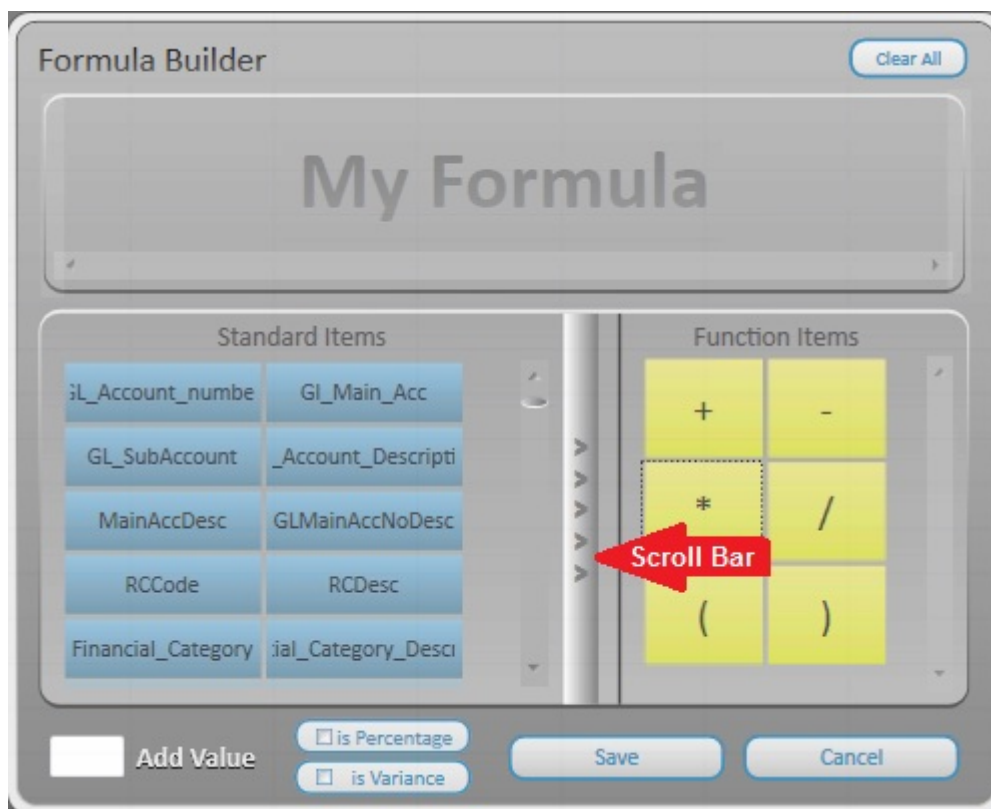 Formula Builder
Clear All
My Formula
Standard Items
Function Items
GL_Account_numbe
Gl_Main_Acc
+
-
GL_SubAccount
_Account_Descripti
MainAccDesc
GLMainAccNoDesc
*
/
Scroll Bar
RCCode
RCDesc
(
)
Financial_Category
:ial_Category_Descr
Add Value
is Percentage
is Variance
Save
Cancel